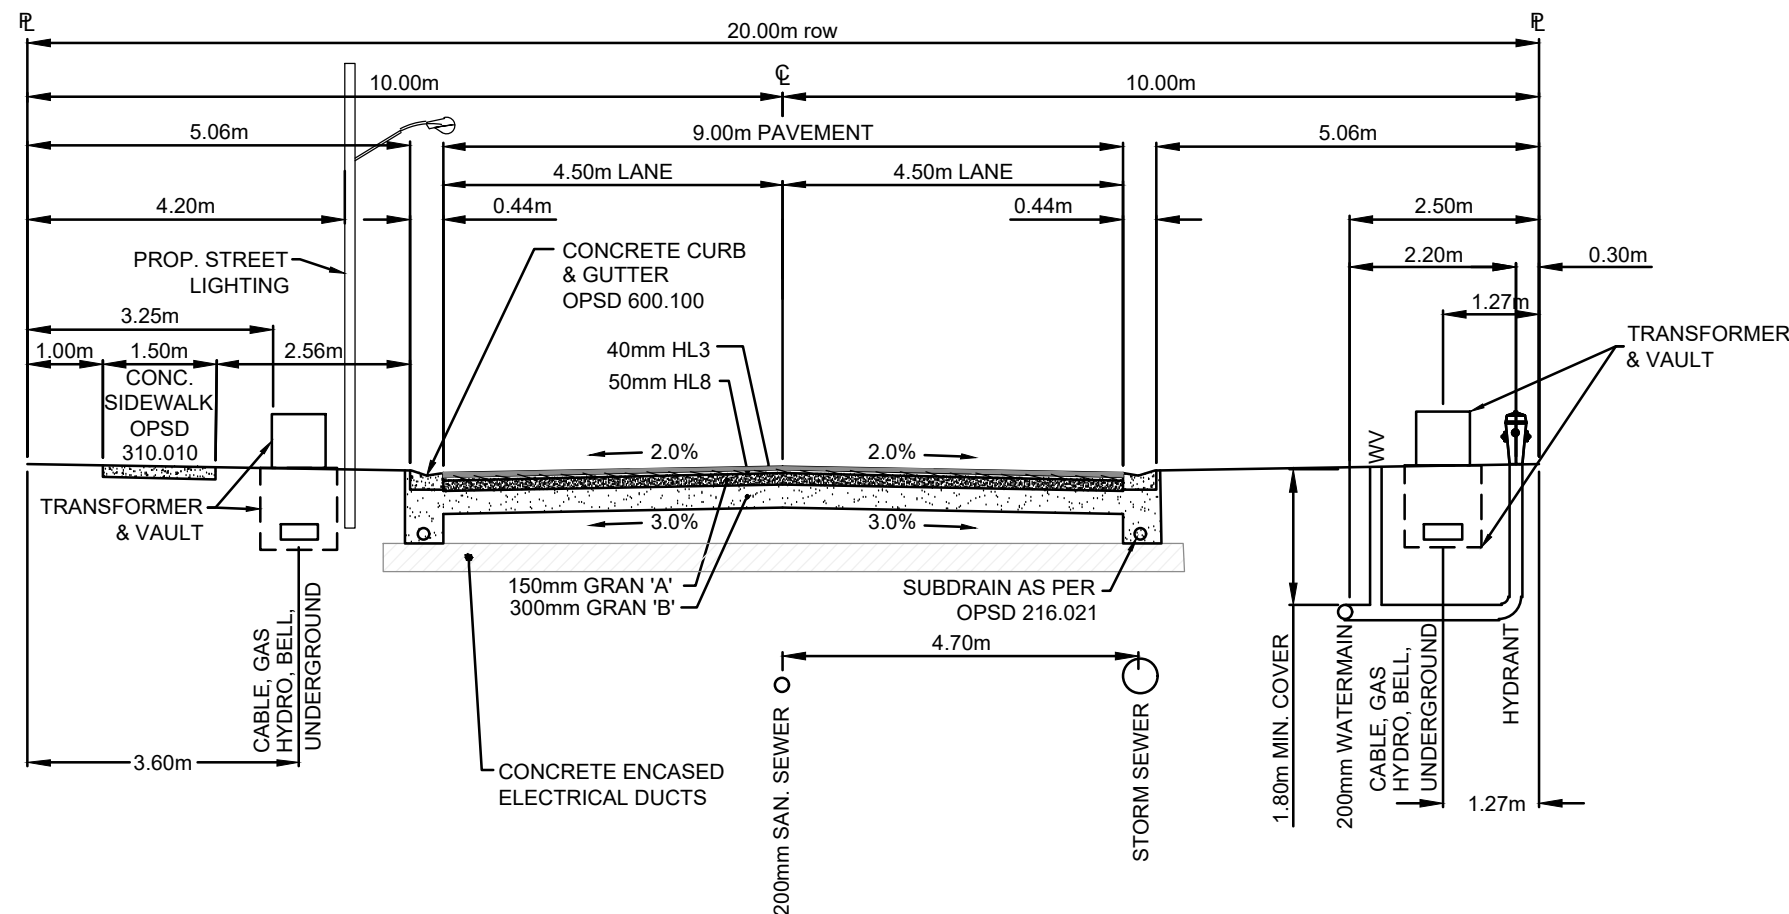 PL
PL
20.00m row
10.00m
CL
10.00m
5.06m
9.00m PAVEMENT
5.06m
4.50m LANE
4.50m LANE
4.20m
0.44m
0.44m
2.50m
PROP. STREET
LIGHTING
CONCRETE CURB
& GUTTER
OPSD 600.100
2.20m
0.30m
3.25m
1.27m
1.00m
1.50m
2.56m
40mm HL3
50mm HL8
TRANSFORMER
& VAULT
CONC.
SIDEWALK
OPSD
310.010
2.0%
2.0%
WV
TRANSFORMER
& VAULT
3.0%
3.0%
150mm GRAN 'A'
300mm GRAN 'B'
SUBDRAIN AS PER
OPSD 216.021
CABLE, GAS
HYDRO, BELL,
UNDERGROUND
4.70m
1.80m MIN. COVER
200mm WATERMAIN
CABLE, GAS
HYDRO, BELL,
UNDERGROUND
HYDRANT
3.60m
CONCRETE ENCASED
ELECTRICAL DUCTS
200mm SAN. SEWER
STORM SEWER
1.27m